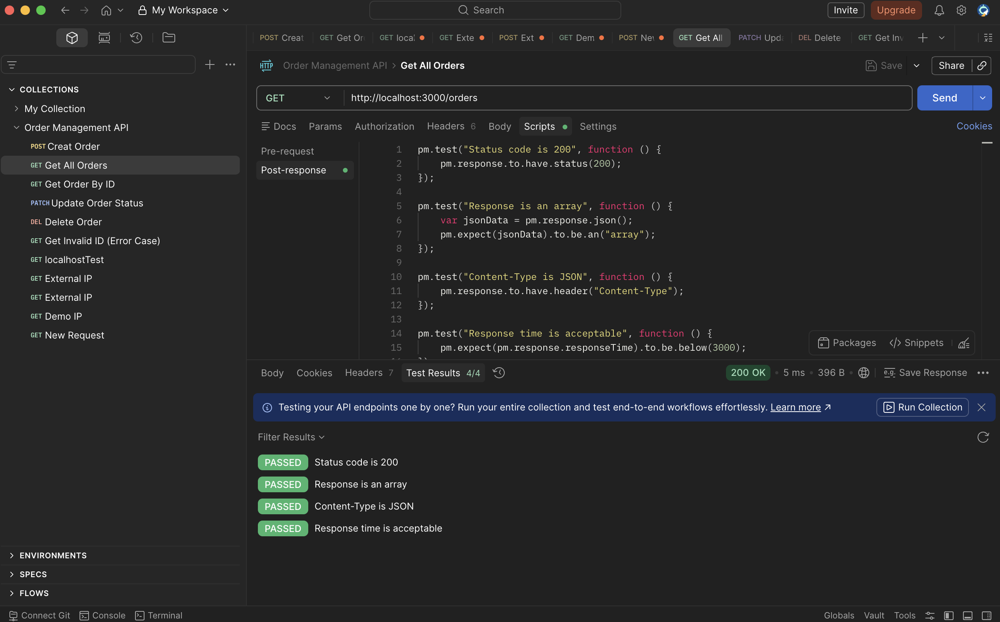 My Workspace
Search
Invite
Upgrade
POST Creat
GET Get Or
GET local
GET Exte
POST Ext
GET Dem
POST Nev
GET Get All
PATCH Upda
DEL Delete
GET Get Inv
HTTP Order Management API > Get All Orders
Save
Share
COLLECTIONS
My Collection
Order Management API
POST Creat Order
GET Get All Orders
GET Get Order By ID
PATCH Update Order Status
DEL Delete Order
GET Get Invalid ID (Error Case)
GET localhostTest
GET External IP
GET External IP
GET Demo IP
GET New Request
ENVIRONMENTS
SPECS
FLOWS
GET http://localhost:3000/orders
Send
Docs Params Authorization Headers 6 Body Scripts Settings
Cookies
Pre-request
Post-response
1 pm.test("Status code is 200", function () {
2 pm.response.to.have.status(200);
3 });
4
5 pm.test("Response is an array", function () {
6 var jsonData = pm.response.json();
7 pm.expect(jsonData).to.be.an("array");
8 });
9
10 pm.test("Content-Type is JSON", function () {
11 pm.response.to.have.header("Content-Type");
12 });
13
14 pm.test("Response time is acceptable", function () {
15 pm.expect(pm.response.responseTime).to.be.below(3000);
Packages
</> Snippets
Body Cookies Headers 7 Test Results 4/4
200 OK • 5 ms • 396 B •
e.g. Save Response
Testing your API endpoints one by one? Run your entire collection and test end-to-end workflows effortlessly. Learn more
Run Collection
Filter Results
PASSED Status code is 200
PASSED Response is an array
PASSED Content-Type is JSON
PASSED Response time is acceptable
Connect Git
Console
Terminal
Globals
Vault
Tools